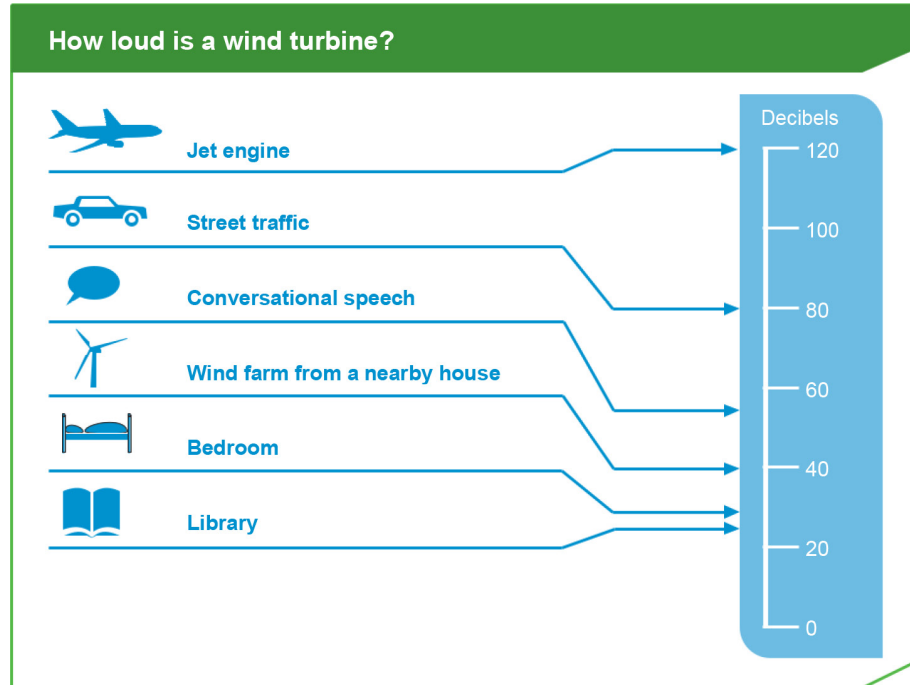 How loud is a wind turbine?
Decibels
Jet engine
120
Street traffic
100
Conversational speech
80
Wind farm from a nearby house
60
Bedroom
40
Library
20
0